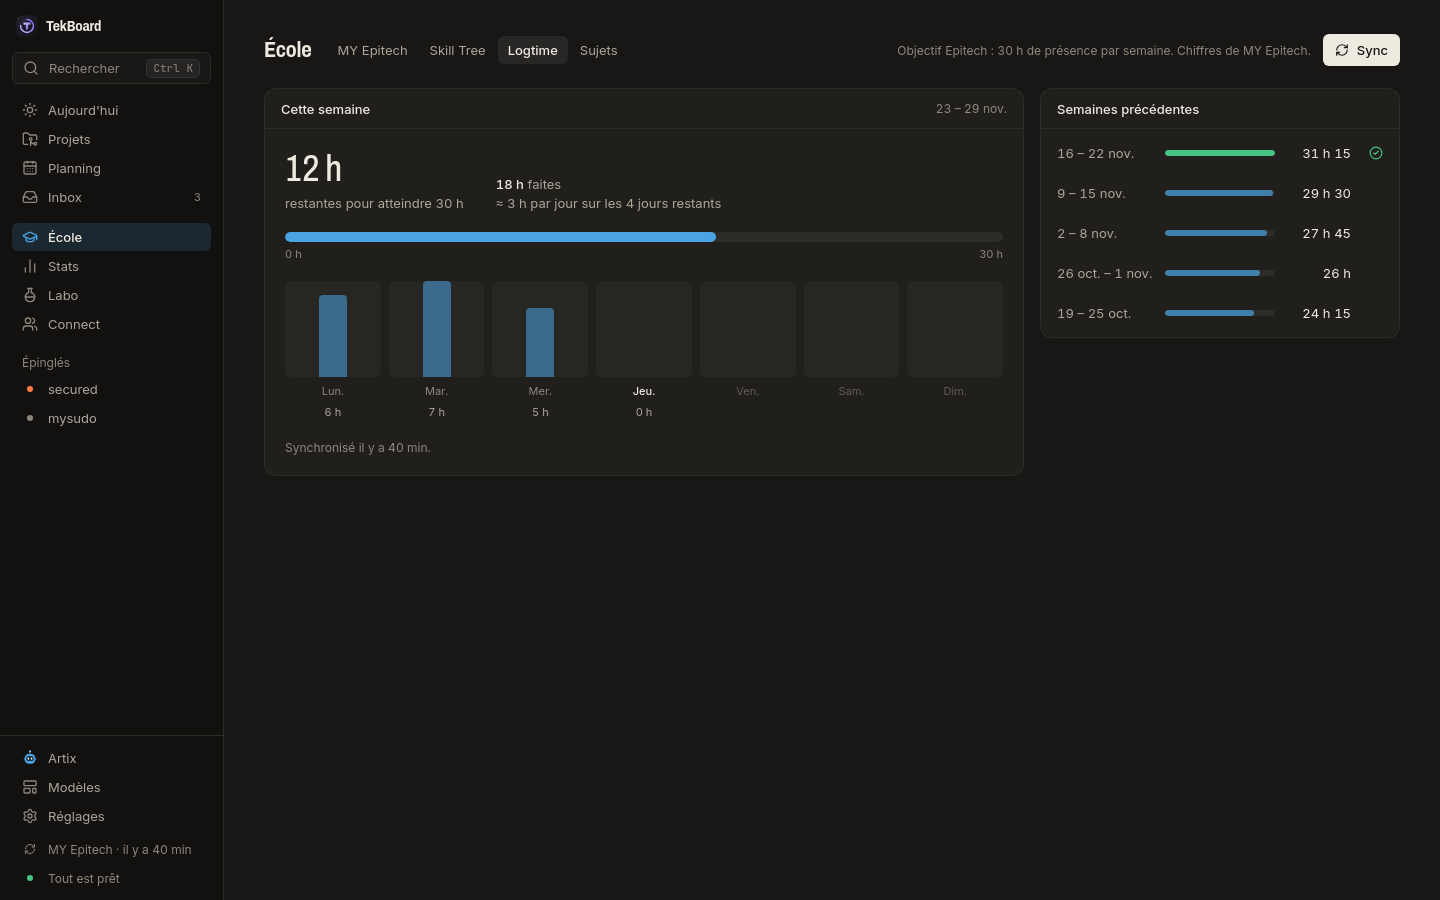 TekBoard
Rechercher Ctrl K
Aujourd'hui
Projets
Planning
Inbox 3
École
Stats
Labo
Connect
Épinglés
secured
mysudo
Artix
Modèles
Réglages
MY Epitech · il y a 40 min
Tout est prêt
École MY Epitech Skill Tree Logtime Sujets Objectif Epitech : 30 h de présence par semaine. Chiffres de MY Epitech. Sync
Cette semaine 23 – 29 nov.
12 h
18 h faites
restantes pour atteindre 30 h ≈ 3 h par jour sur les 4 jours restants
0 h 30 h
Lun. Mar. Mer. Jeu. Ven. Sam. Dim.
6 h 7 h 5 h 0 h
Synchronisé il y a 40 min.
Semaines précédentes
16 – 22 nov. 31 h 15
9 – 15 nov. 29 h 30
2 – 8 nov. 27 h 45
26 oct. – 1 nov. 26 h
19 – 25 oct. 24 h 15